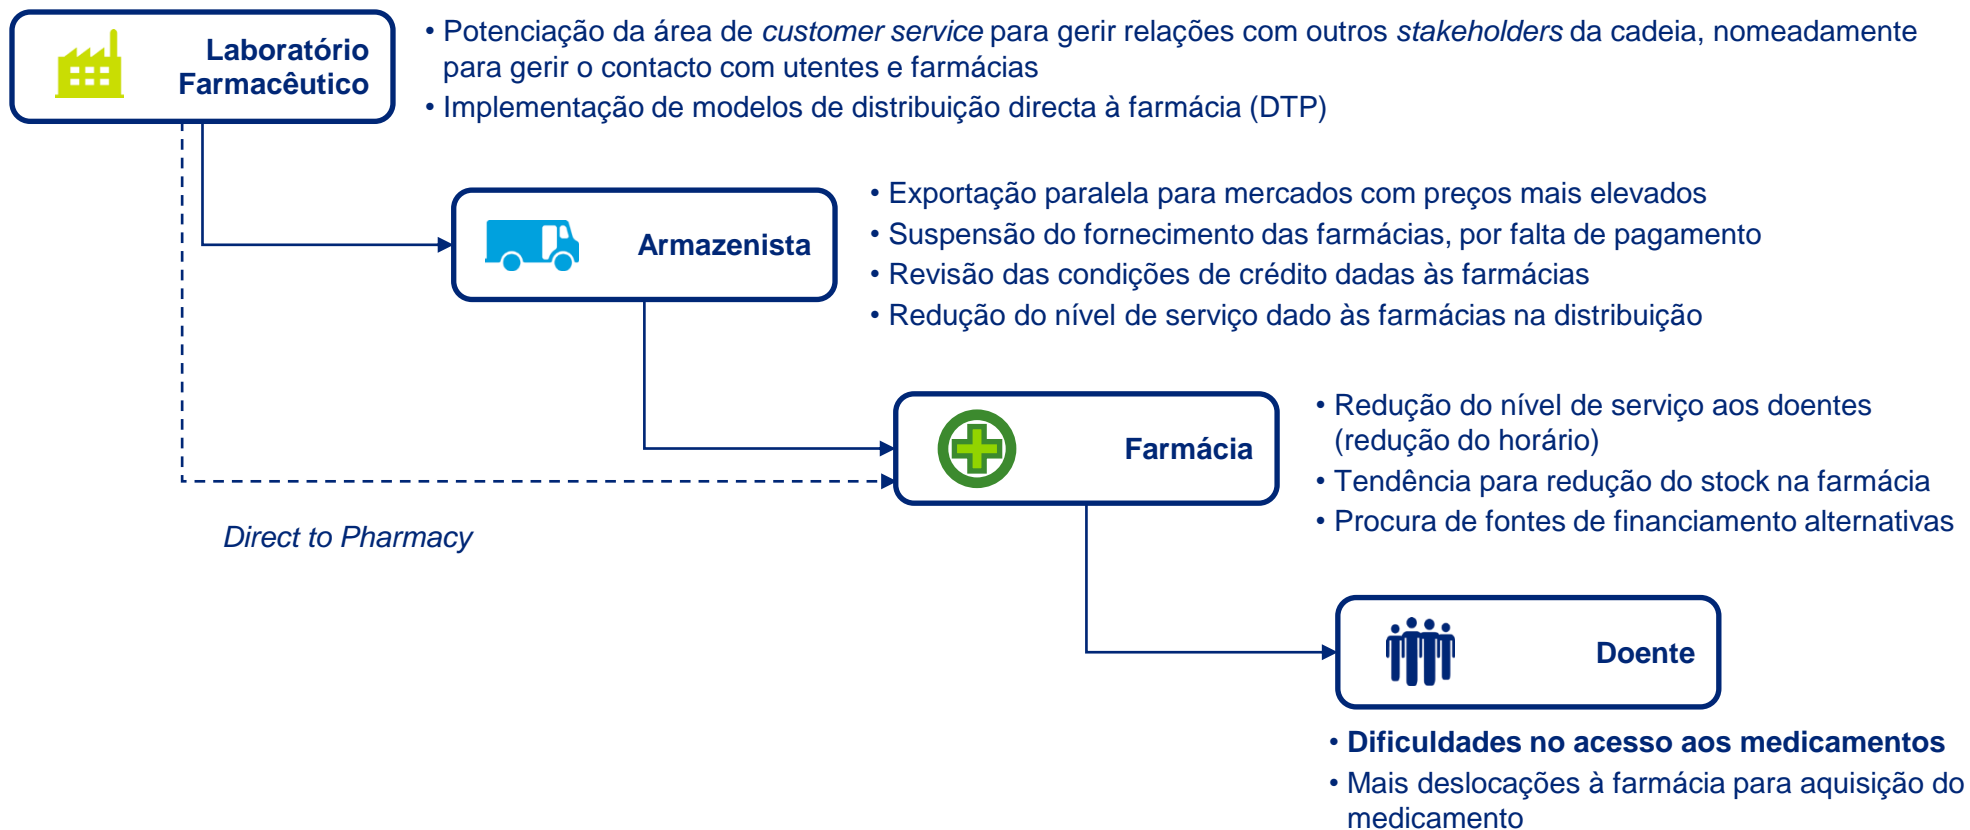 Laboratório
Farmacêutico
• Potenciação da área de customer service para gerir relações com outros stakeholders da cadeia, nomeadamente
para gerir o contacto com utentes e farmácias
• Implementação de modelos de distribuição directa à farmácia (DTP)
Armazenista
• Exportação paralela para mercados com preços mais elevados
• Suspensão do fornecimento das farmácias, por falta de pagamento
• Revisão das condições de crédito dadas às farmácias
• Redução do nível de serviço dado às farmácias na distribuição
Farmácia
• Redução do nível de serviço aos doentes
(redução do horário)
• Tendência para redução do stock na farmácia
• Procura de fontes de financiamento alternativas
Direct to Pharmacy
Doente
• Dificuldades no acesso aos medicamentos
• Mais deslocações à farmácia para aquisição do
medicamento